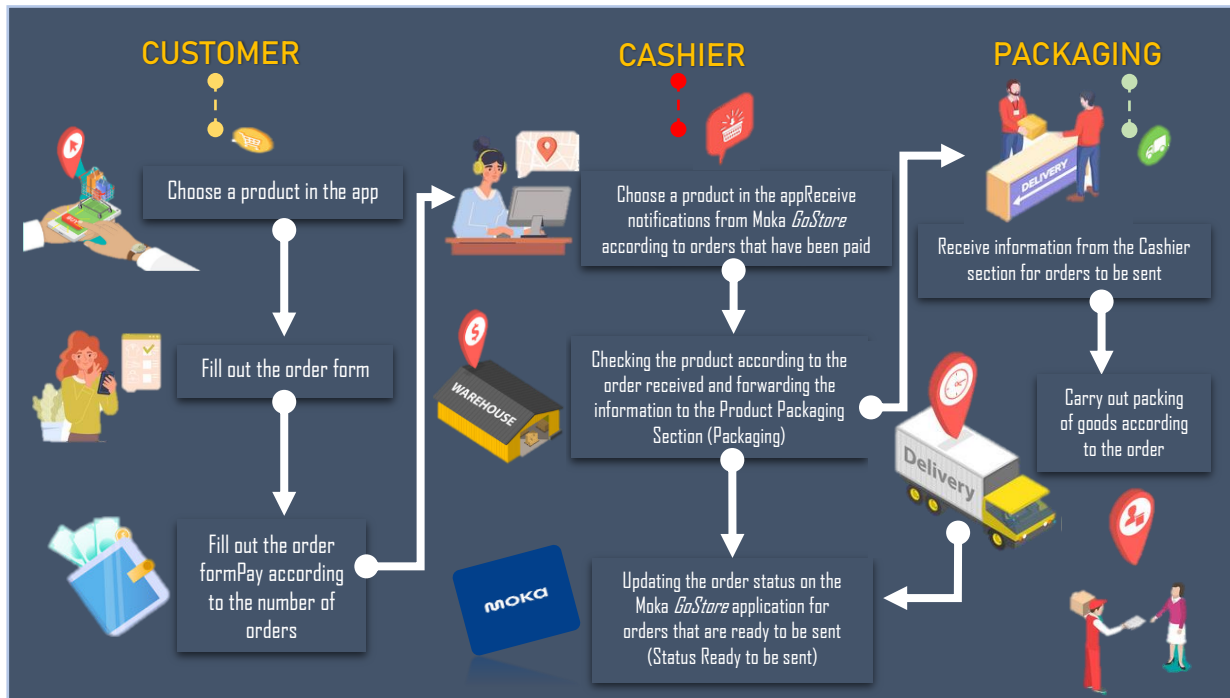 CUSTOMER
Choose a product in the app
Fill out the order form
Fill out the order
formPay according
to the number of
orders
CASHIER
Choose a product in the appReceive
notifications from Moka GoStore
according to orders that have been paid
WAREHOUSE
Checking the product according to the
order received and forwarding the
information to the Product Packaging
Section (Packaging)
moka
Updating the order status on the
Moka GoStore application for
orders that are ready to be sent
(Status Ready to be sent)
PACKAGING
DELIVERY
Receive information from the Cashier
section for orders to be sent
Carry out packing
of goods according
to the order
Delivery